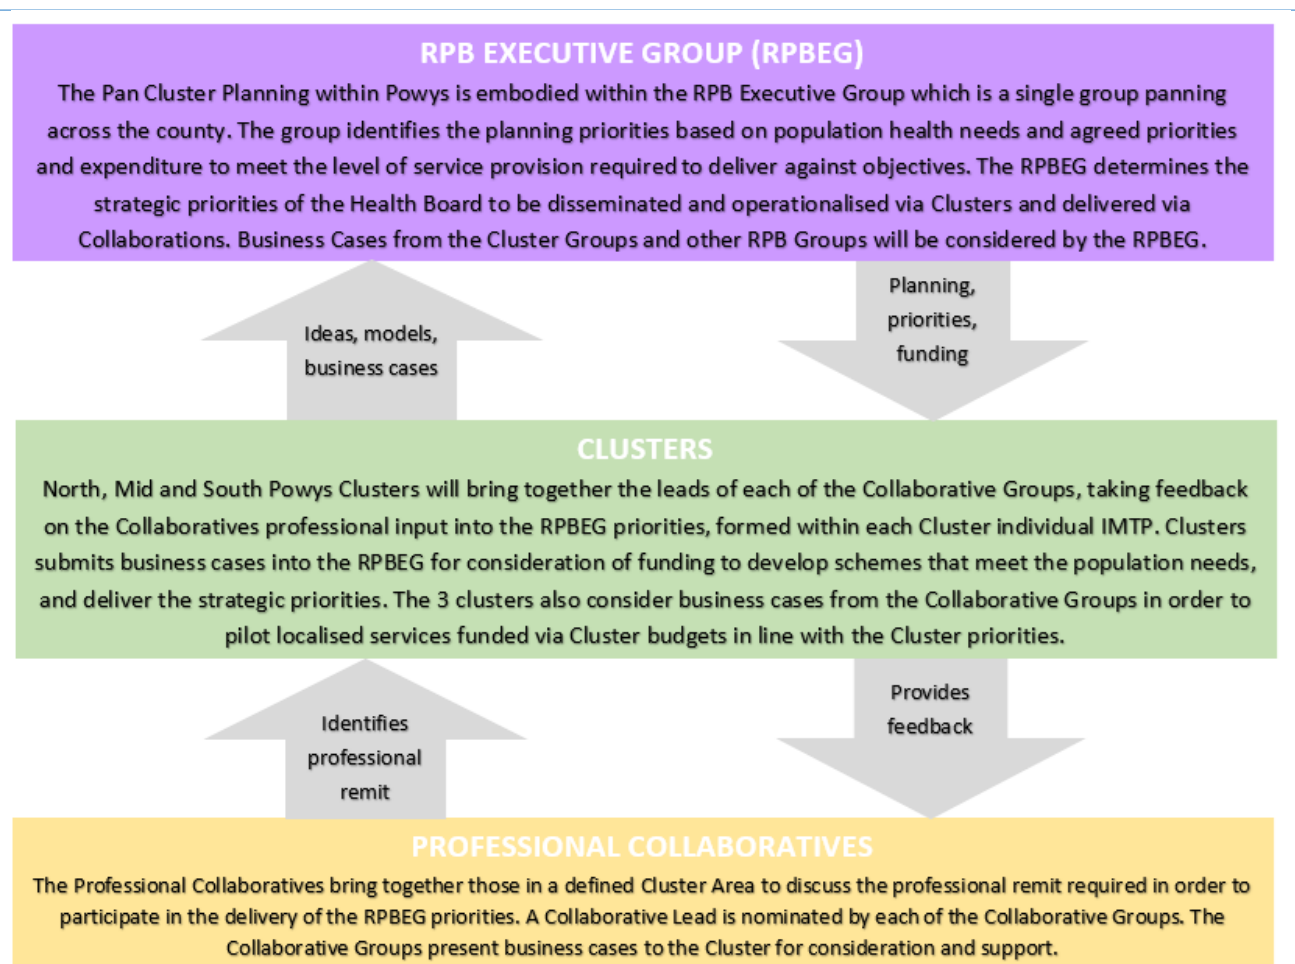 RPB EXECUTIVE GROUP (RPBEG)
The Pan Cluster Planning within Powys is embodied within the RPB Executive Group which is a single group panning
across the county. The group identifies the planning priorities based on population health needs and agreed priorities
and expenditure to meet the level of service provision required to deliver against objectives. The RPBEG determines the
strategic priorities of the Health Board to be disseminated and operationalised via Clusters and delivered via
Collaborations. Business Cases from the Cluster Groups and other RPB Groups will be considered by the RPBEG.
Ideas, models,
business cases
Planning,
priorities,
funding
CLUSTERS
North, Mid and South Powys Clusters will bring together the leads of each of the Collaborative Groups, taking feedback
on the Collaboratives professional input into the RPBEG priorities, formed within each Cluster individual IMTP. Clusters
submits business cases into the RPBEG for consideration of funding to develop schemes that meet the population needs,
and deliver the strategic priorities. The 3 clusters also consider business cases from the Collaborative Groups in order to
pilot localised services funded via Cluster budgets in line with the Cluster priorities.
Identifies
professional
remit
Provides
feedback
PROFESSIONAL COLLABORATIVES
The Professional Collaboratives bring together those in a defined Cluster Area to discuss the professional remit required in order to
participate in the delivery of the RPBEG priorities. A Collaborative Lead is nominated by each of the Collaborative Groups. The
Collaborative Groups present business cases to the Cluster for consideration and support.